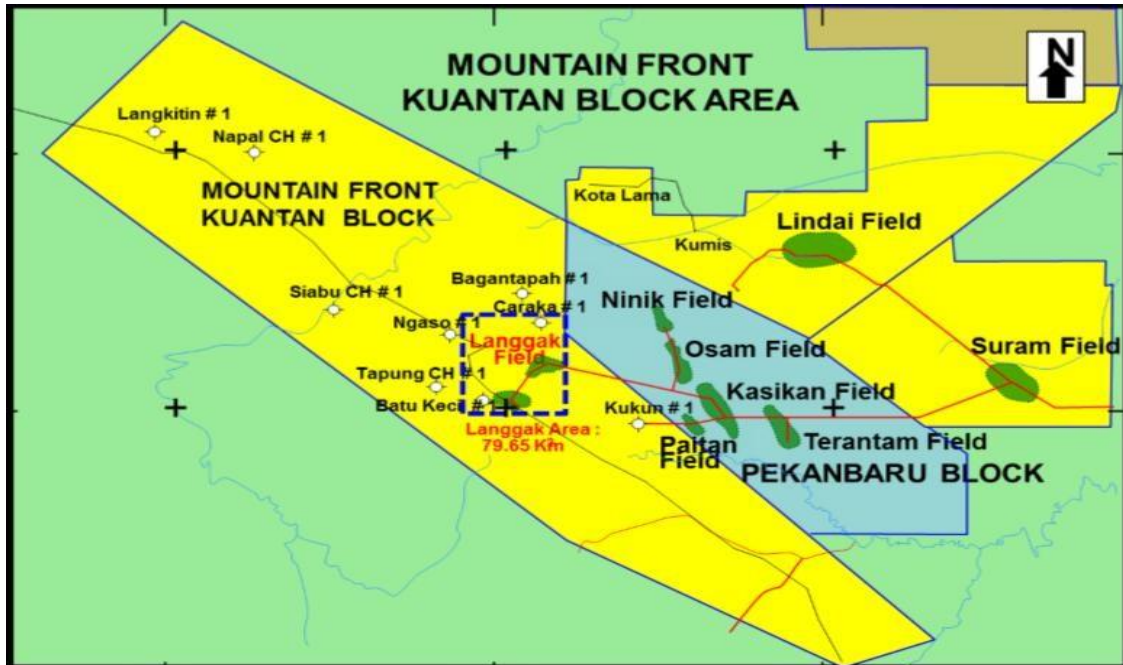 MOUNTAIN FRONT
KUANTAN BLOCK AREA
N
Langkitin # 1
Napal CH # 1
MOUNTAIN FRONT
KUANTAN BLOCK
Kota Lama
Lindai Field
Kumis
Bagantapah # 1
Siabu CH # 1
Ninik Field
Caraka # 1
Ngaso # 1
Langgak
Field
Osam Field
Suram Field
Tapung CH # 1
Kasikan Field
Batu Kecil # 1
Kukun # 1
Langgak Area :
79.65 Km2
Paitan
Field
Terantam Field
PEKANBARU BLOCK